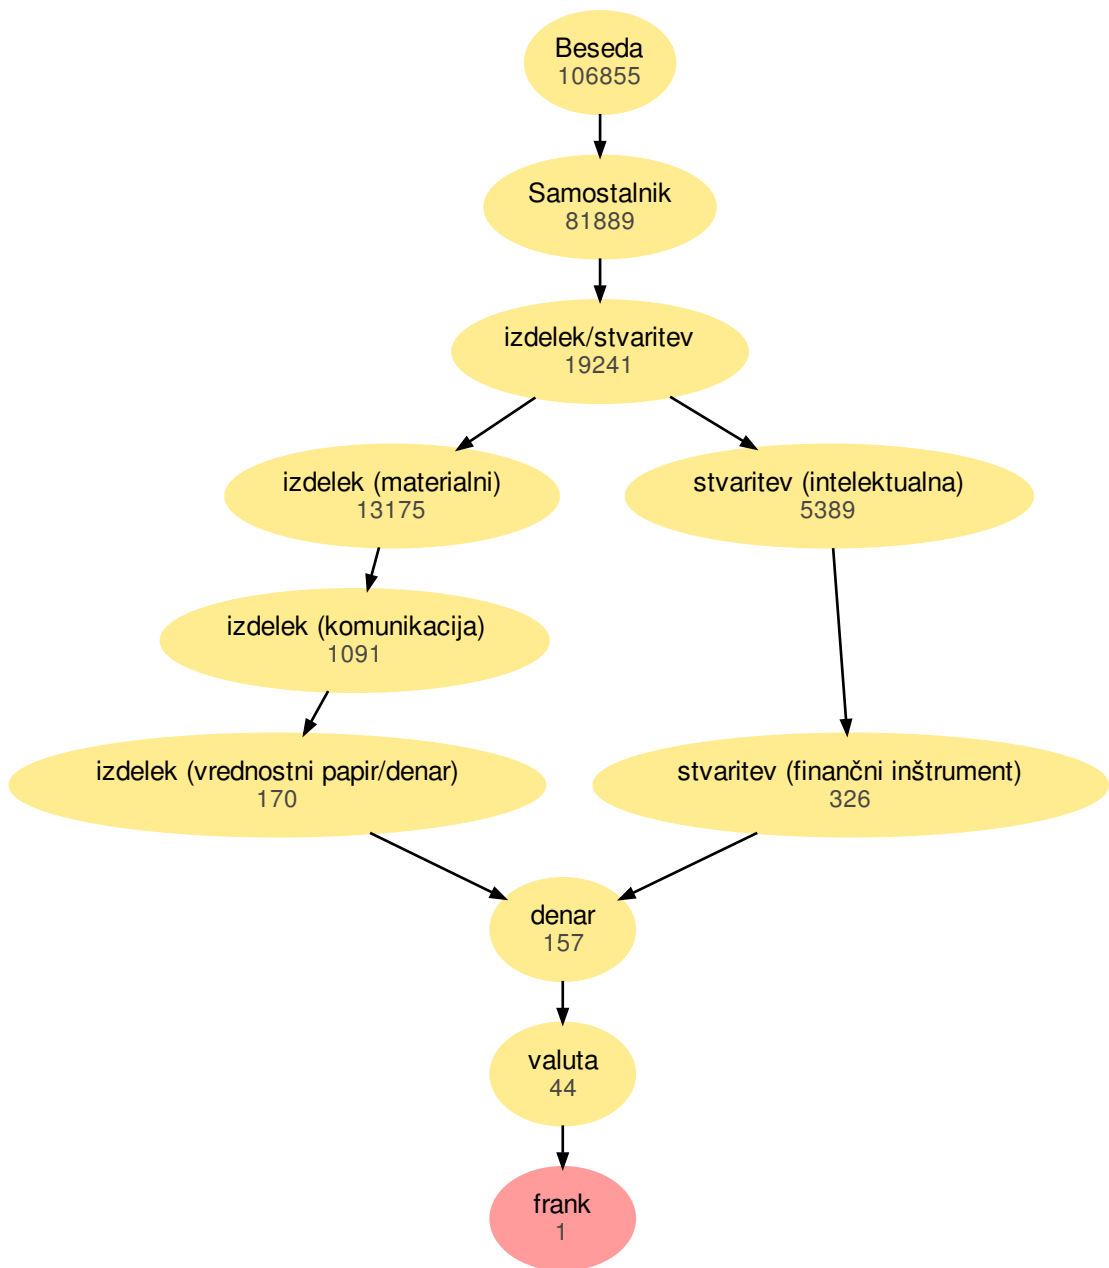 Beseda
106855
Samostalnik
81889
izdelek/stvaritev
19241
izdelek (materialni)
13175
stvaritev (intelektualna)
5389
izdelek (komunikacija)
1091
izdelek (vrednostni papir/denar)
170
stvaritev (finančni inštrument)
326
denar
157
valuta
44
frank
1